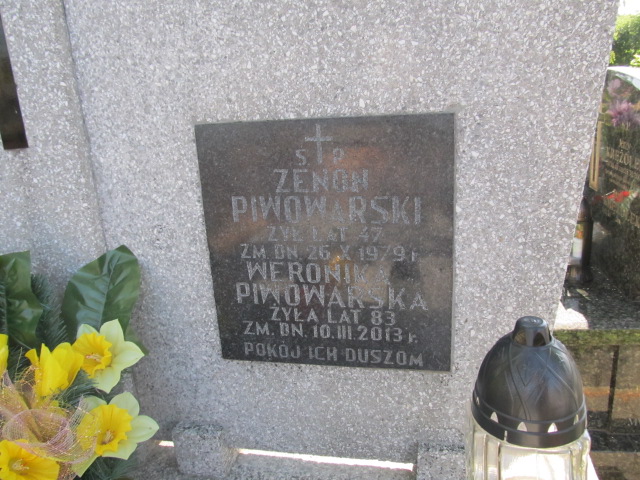 S P
ZENON
PIWOWARSKI
ŻYŁ LAT 47
ZM. DN. 26 X 1979 r
WERONIKA
PIWOWARSKA
ŻYŁA LAT 83
ZM. DN. 10.III.2013 r.
POKÓJ ICH DUSZOM